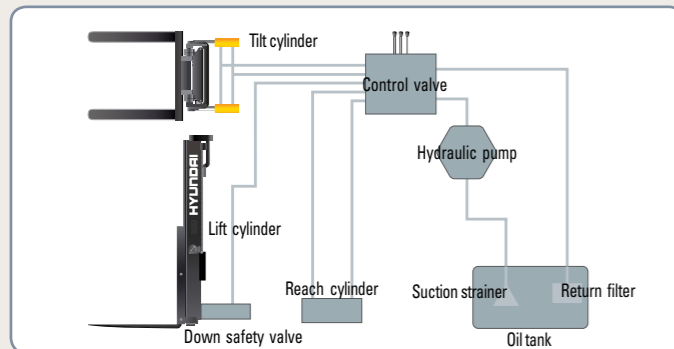 Tilt cylinder
Control valve
Hydraulic pump
HYUNDAI
Lift cylinder
Reach cylinder
Suction strainer
Return filter
Down safety valve
Oil tank